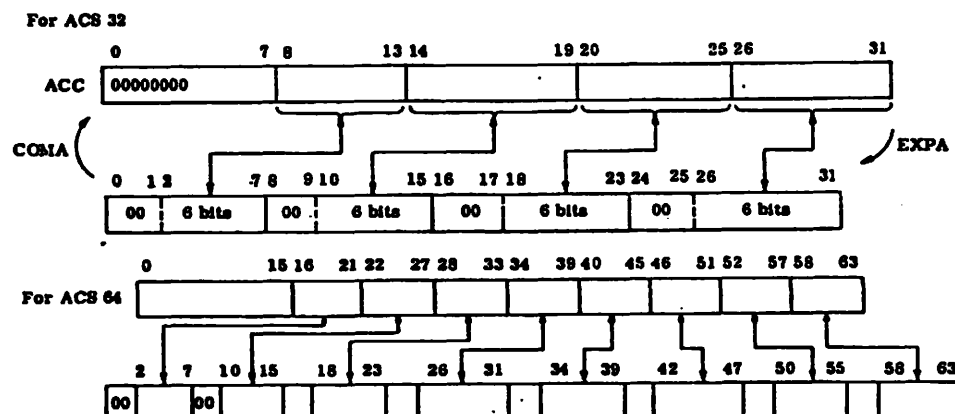 For ACS 32
0 7 8 13 14 19 20 25 26 31
ACC 00000000
COMA EXPA
0 1 2 7 8 9 10 15 16 17 18 23 24 25 26 31
00 6 bits 00 6 bits 00 6 bits 00 6 bits
0 15 16 21 22 27 28 33 34 39 40 45 46 51 52 57 58 63
For ACS 64
2 7 10 15 18 23 26 31 34 39 42 47 50 55 58 63
00 00